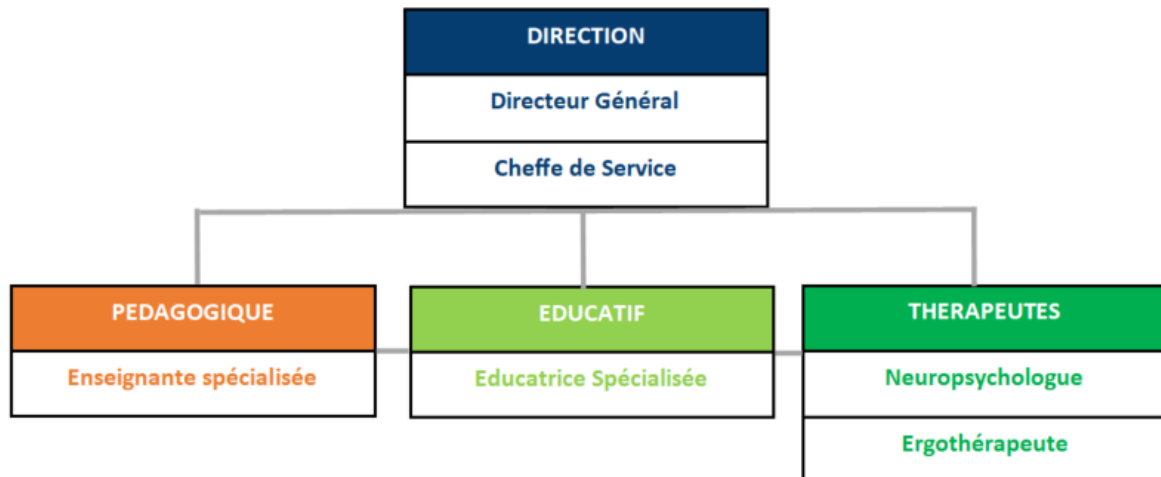 DIRECTION
Directeur Général
Cheffe de Service
PEDAGOGIQUE
Enseignante spécialisée
EDUCATIF
Educatrice Spécialisée
THERAPEUTES
Neuropsychologue
Ergothérapeute